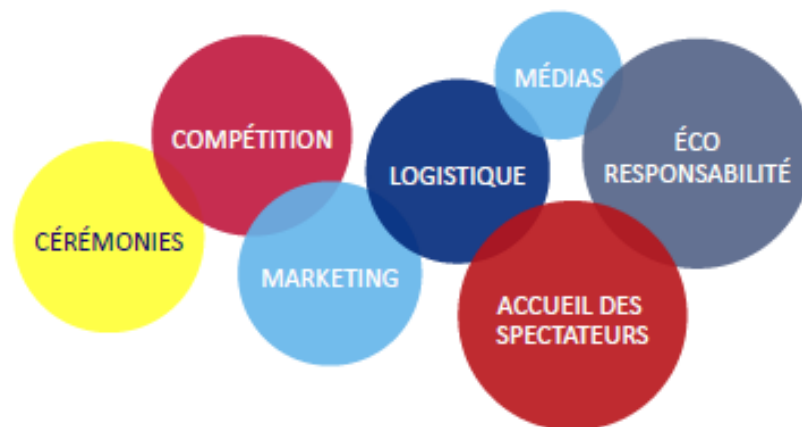 CÉRÉMONIES
COMPÉTITION
MARKETING
LOGISTIQUE
MÉDIAS
ÉCO
RESPONSABILITÉ
ACCUEIL DES
SPECTATEURS